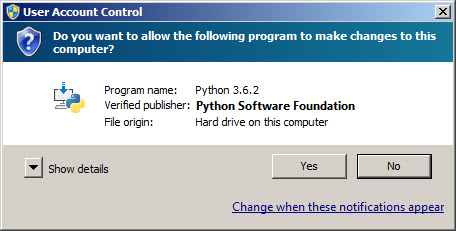 User Account Control
Do you want to allow the following program to make changes to this
computer?
Program name: Python 3.6.2
Verified publisher: Python Software Foundation
File origin: Hard drive on this computer
Show details
Yes
No
Change when these notifications appear